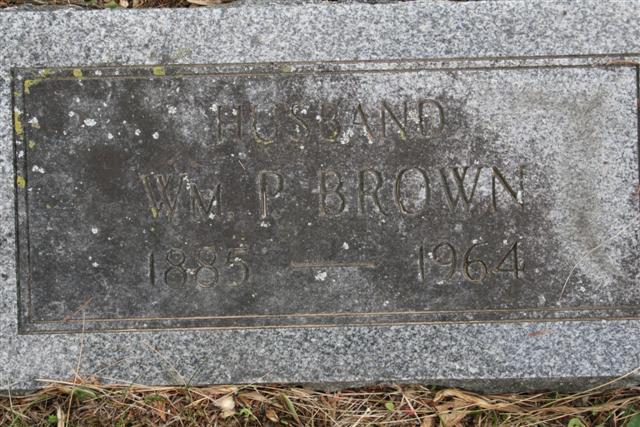 HUSBAND
WM. P. BROWN
1885 — 1964